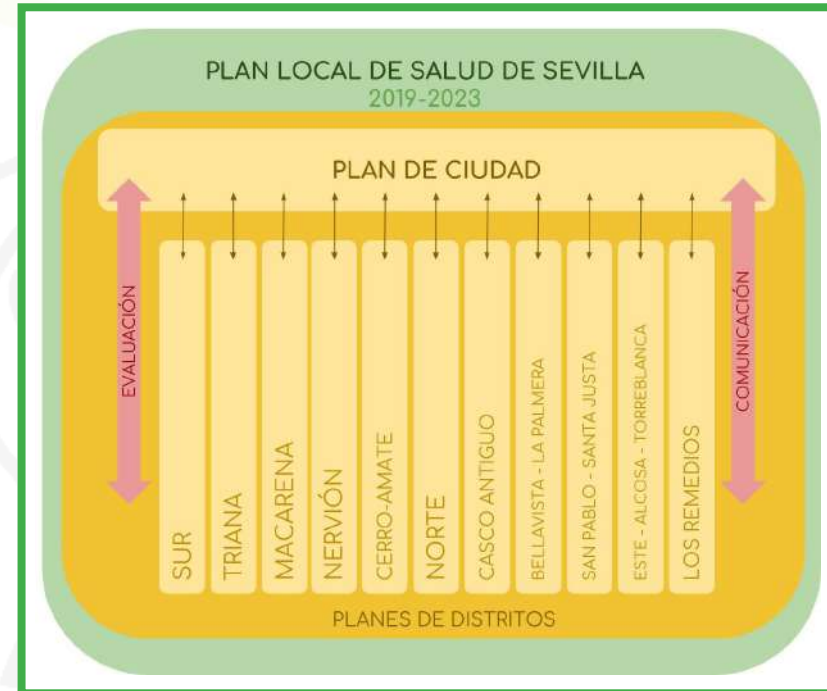 PLAN LOCAL DE SALUD DE SEVILLA
2019-2023
PLAN DE CIUDAD
EVALUACIÓN
SUR
TRIANA
MACARENA
NERVIÓN
CERRO-AMATE
NORTE
CASCO ANTIGUO
BELLAVISTA - LA PALMERA
SAN PABLO - SANTA JUSTA
ESTE - ALCOSA - TORREBLANCA
LOS REMEDIOS
COMUNICACIÓN
PLANES DE DISTRITOS